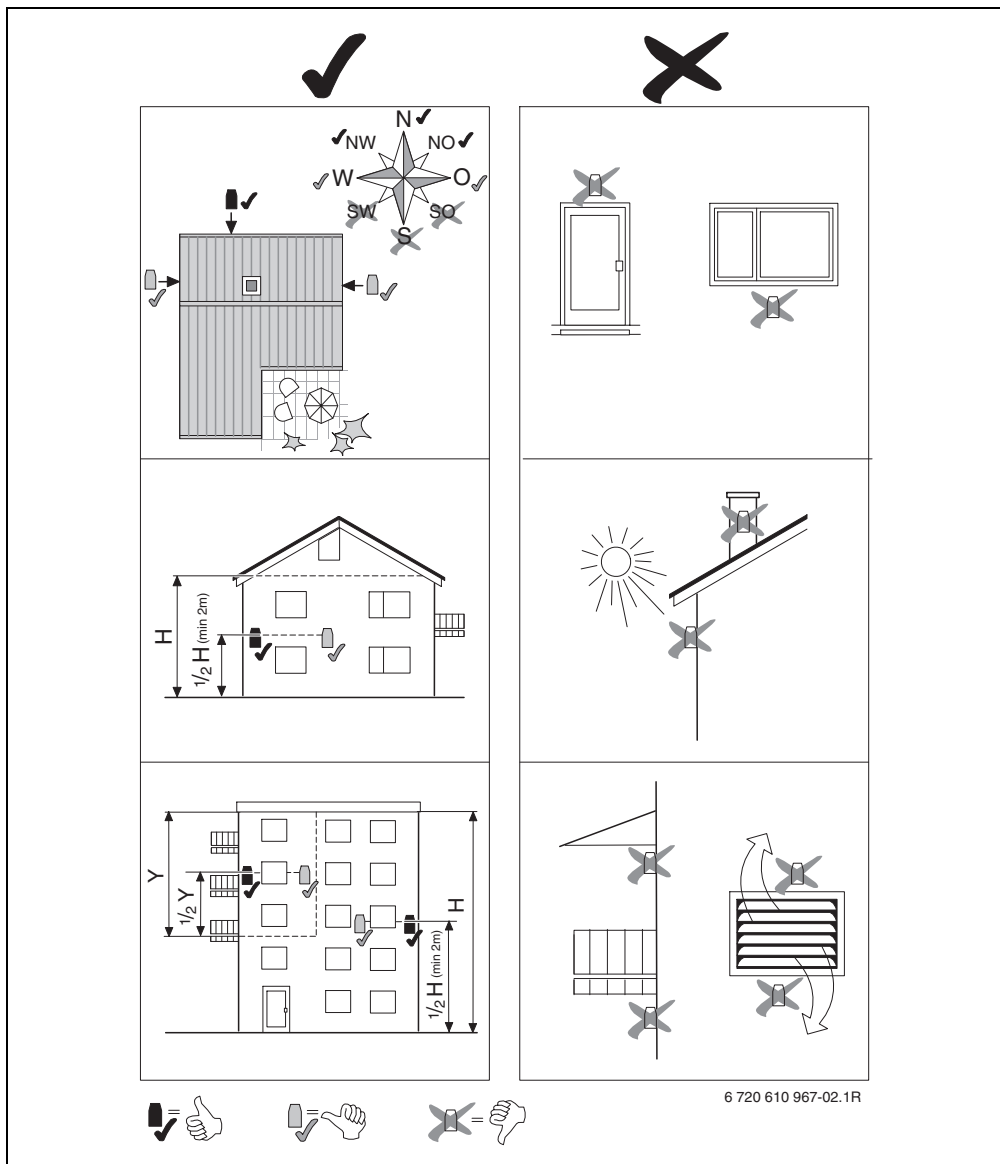 N
NW NO
W O
SW SO
S
H
1/2 H (min 2m)
Y
1/2 Y
H
1/2 H (min 2m)
6 720 610 967-02.1R
= 
=
=